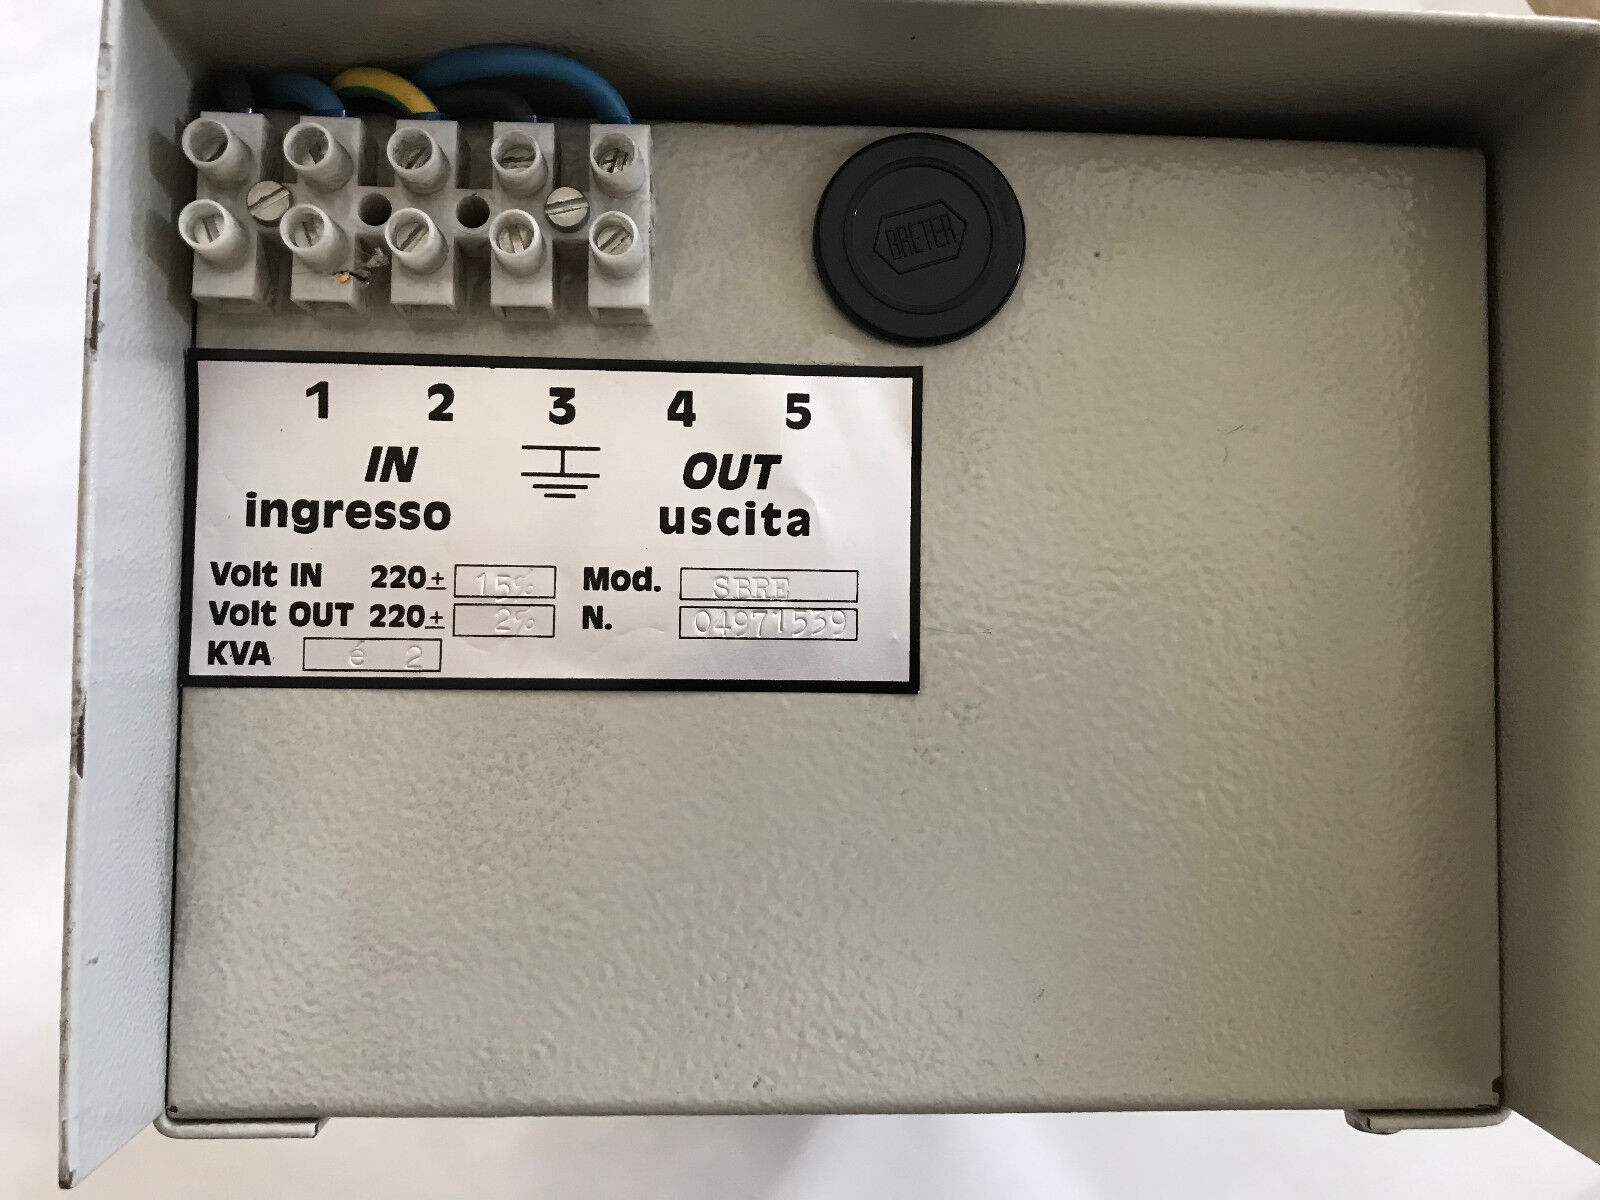 BRETER
1 2 3 4 5
IN OUT
ingresso uscita
Volt IN 220± 15% Mod. SBRE
Volt OUT 220± 2% N. 04971539
KVA é 2